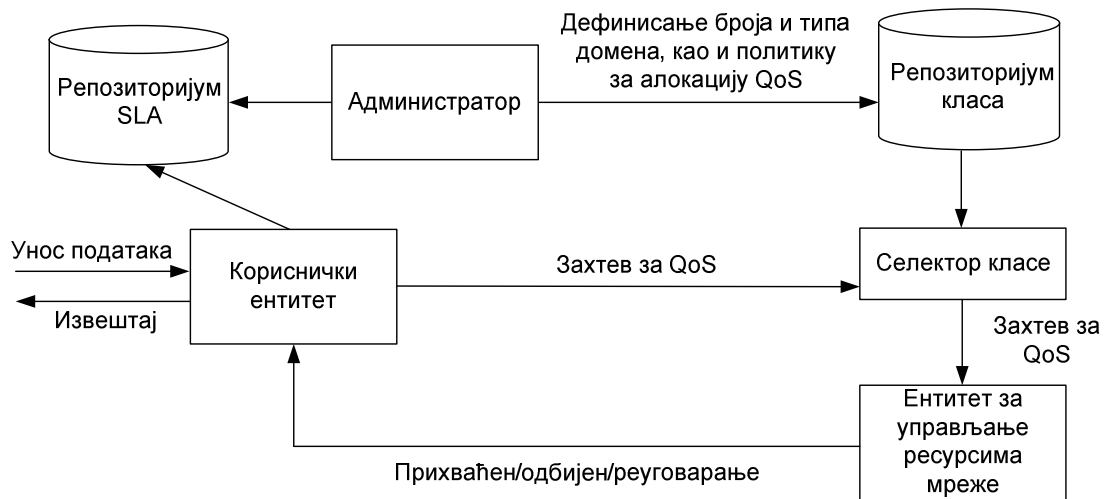 Дефинисање броја и типа
домена, као и политику
за алокацију QoS
Репозиторијум
SLA
Администратор
Репозиторијум
класа
Унос података
Извештај
Кориснички
ентитет
Захтев за QoS
Селектор класе
Захтев за
QoS
Ентитет за
управљање
ресурсима
мреже
Прихваћен/одбијен/реуговарање